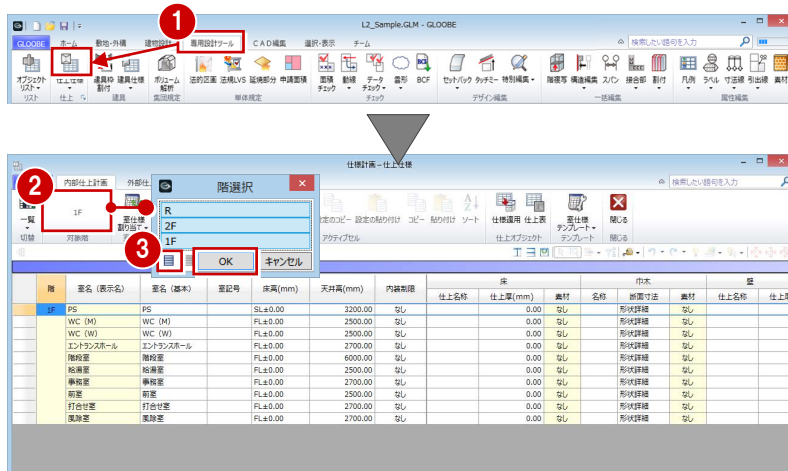 1
L2_Sample.GLM - GLOOBE
GLOOBE ホーム 敷地・外構 建物設計 専用設計ツール CAD編集 選択・表示 チーム 検索したい語句を入力
オブジェクトリスト 仕上仕様 建具枠割付 建具仕様 ボリューム解析 法的区画 法規LVS 延焼部分 申請面積 面積チェック 動線 データチェック 雲形 BCF セットバック タッチミー 特別編集 階複写 構造編集 スパン 接合部 割付 凡例 ラベル 寸法線 引出線 素材
リスト 仕上 建具 集団規定 単体規定 チェック デザイン編集 一括編集 属性編集
仕様計画 - 仕上仕様
2
内部仕上計画 外部仕上 検索したい語句を入力
階選択
R
2F
1F
3
OK キャンセル
一覧 1F 室仕様割り当て 設定のコピー 設定の貼り付け コピー 貼り付け ソート 仕様適用 仕上表 室仕様テンプレート 閉じる
切替 対象階 アクティブセル 仕上オブジェクト テンプレート 閉じる
階 室名（表示名） 室名（基本） 室記号 床高(mm) 天井高(mm) 内装制限 床 巾木 壁
仕上名称 仕上厚(mm) 素材 名称 断面寸法 素材 仕上名称
1F PS PS SL±0.00 3200.00 なし 0.00 なし 形状詳細 なし
WC（M） WC（M） FL±0.00 2500.00 なし 0.00 なし 形状詳細 なし
WC（W） WC（W） FL±0.00 2500.00 なし 0.00 なし 形状詳細 なし
エントランスホール エントランスホール FL±0.00 2700.00 なし 0.00 なし 形状詳細 なし
階段室 階段室 FL±0.00 6000.00 なし 0.00 なし 形状詳細 なし
給湯室 給湯室 FL±0.00 2500.00 なし 0.00 なし 形状詳細 なし
事務室 事務室 FL±0.00 2700.00 なし 0.00 なし 形状詳細 なし
前室 前室 FL±0.00 2500.00 なし 0.00 なし 形状詳細 なし
打合せ室 打合せ室 FL±0.00 2700.00 なし 0.00 なし 形状詳細 なし
風除室 風除室 FL±0.00 2700.00 なし 0.00 なし 形状詳細 なし